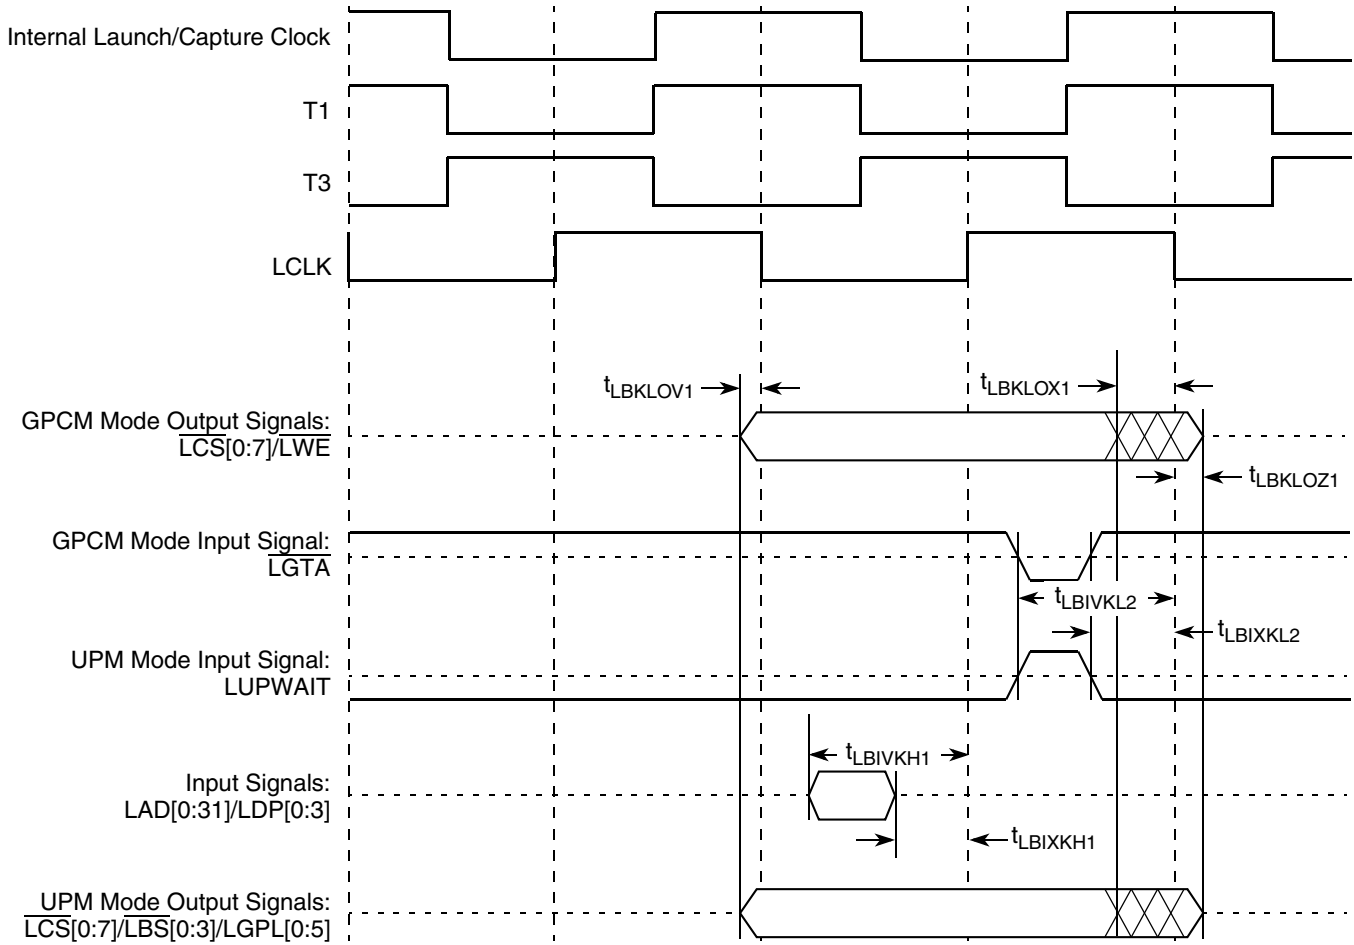 Internal Launch/Capture Clock
T1
T3
LCLK
tLBKLOV1
tLBKLOX1
GPCM Mode Output Signals:
LCS[0:7]/LWE
tLBKLOZ1
GPCM Mode Input Signal:
LGTA
tLBIVKL2
tLBIXKL2
UPM Mode Input Signal:
LUPWAIT
tLBIVKH1
Input Signals:
LAD[0:31]/LDP[0:3]
tLBIXKH1
UPM Mode Output Signals:
LCS[0:7]/LBS[0:3]/LGPL[0:5]